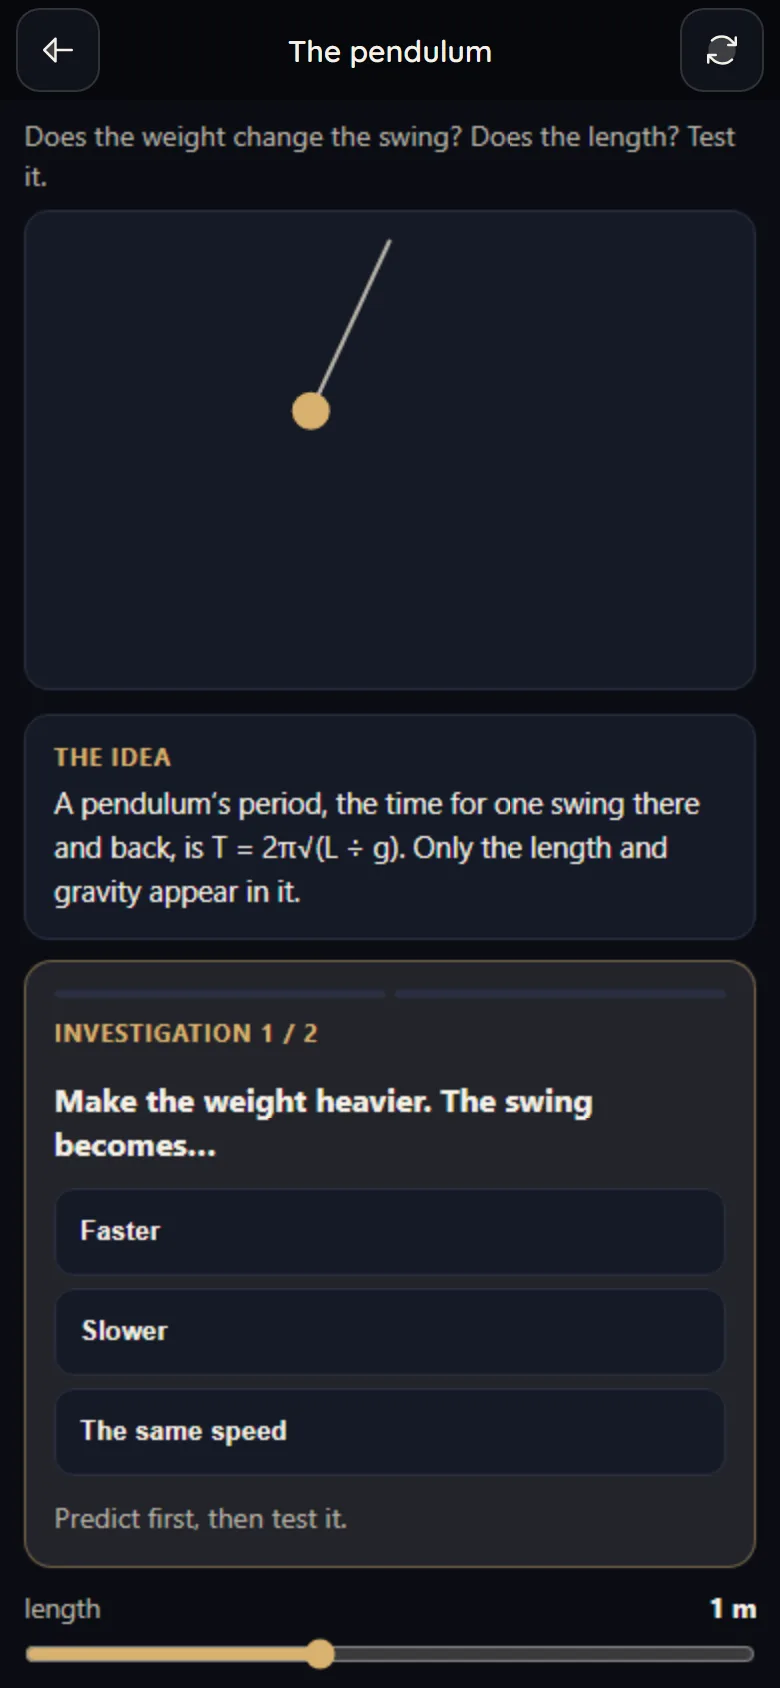 The pendulum
Does the weight change the swing? Does the length? Test
it.
THE IDEA
A pendulum's period, the time for one swing there
and back, is T = 2π√(L ÷ g). Only the length and
gravity appear in it.
INVESTIGATION 1 / 2
Make the weight heavier. The swing
becomes...
Faster
Slower
The same speed
Predict first, then test it.
length 1 m